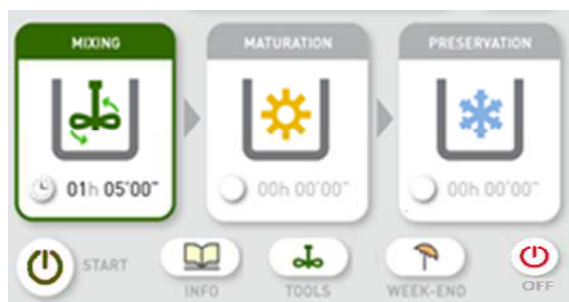 MIXING
MATURATION
PRESERVATION
01h 05'00"
00h 00'00"
00h 00'00"
START
INFO
TOOLS
WEEK-END
OFF